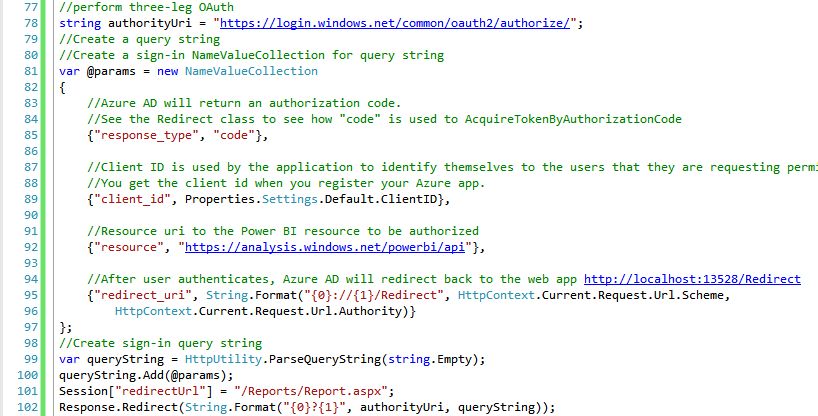 77 //perform three-leg OAuth
78 string authorityUri = "https://login.windows.net/common/oauth2/authorize/";
79 //Create a query string
80 //Create a sign-in NameValueCollection for query string
81 var @params = new NameValueCollection
82 {
83 //Azure AD will return an authorization code.
84 //See the Redirect class to see how "code" is used to AcquireTokenByAuthorizationCode
85 {"response_type", "code"},
86
87 //Client ID is used by the application to identify themselves to the users that they are requesting permi
88 //You get the client id when you register your Azure app.
89 {"client_id", Properties.Settings.Default.ClientID},
90
91 //Resource uri to the Power BI resource to be authorized
92 {"resource", "https://analysis.windows.net/powerbi/api"},
93
94 //After user authenticates, Azure AD will redirect back to the web app http://localhost:13528/Redirect
95 {"redirect_uri", String.Format("{0}://{1}/Redirect", HttpContext.Current.Request.Url.Scheme,
96 HttpContext.Current.Request.Url.Authority)}
97 };
98 //Create sign-in query string
99 var queryString = HttpUtility.ParseQueryString(string.Empty);
100 queryString.Add(@params);
101 Session["redirectUrl"] = "/Reports/Report.aspx";
102 Response.Redirect(String.Format("{0}?{1}", authorityUri, queryString));